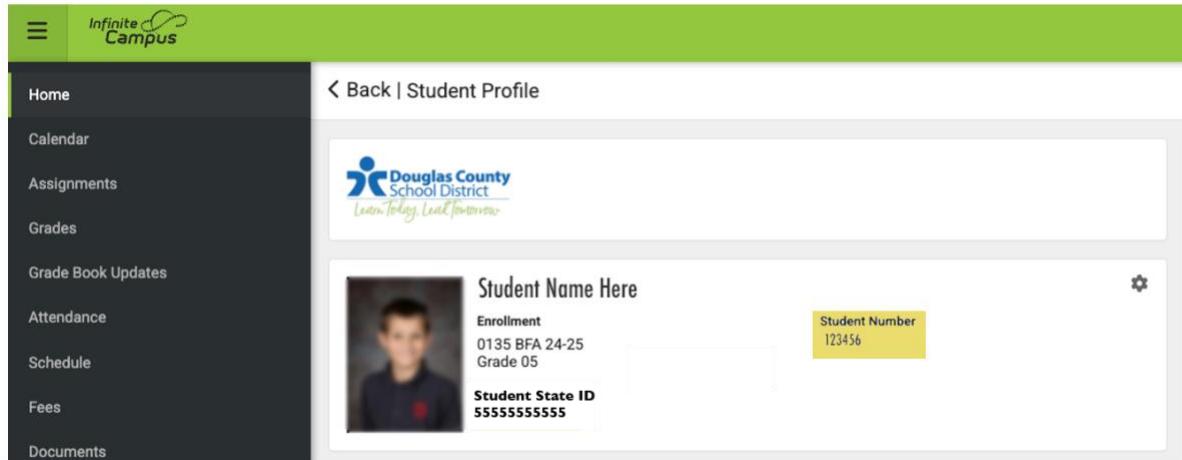 Infinite
Campus
Home
Calendar
Assignments
Grades
Grade Book Updates
Attendance
Schedule
Fees
Documents
Back | Student Profile
Douglas County
School District
Learn Today, Lead Tomorrow
Student Name Here
Enrollment
0135 BFA 24-25
Grade 05
Student State ID
55555555555
Student Number
123456